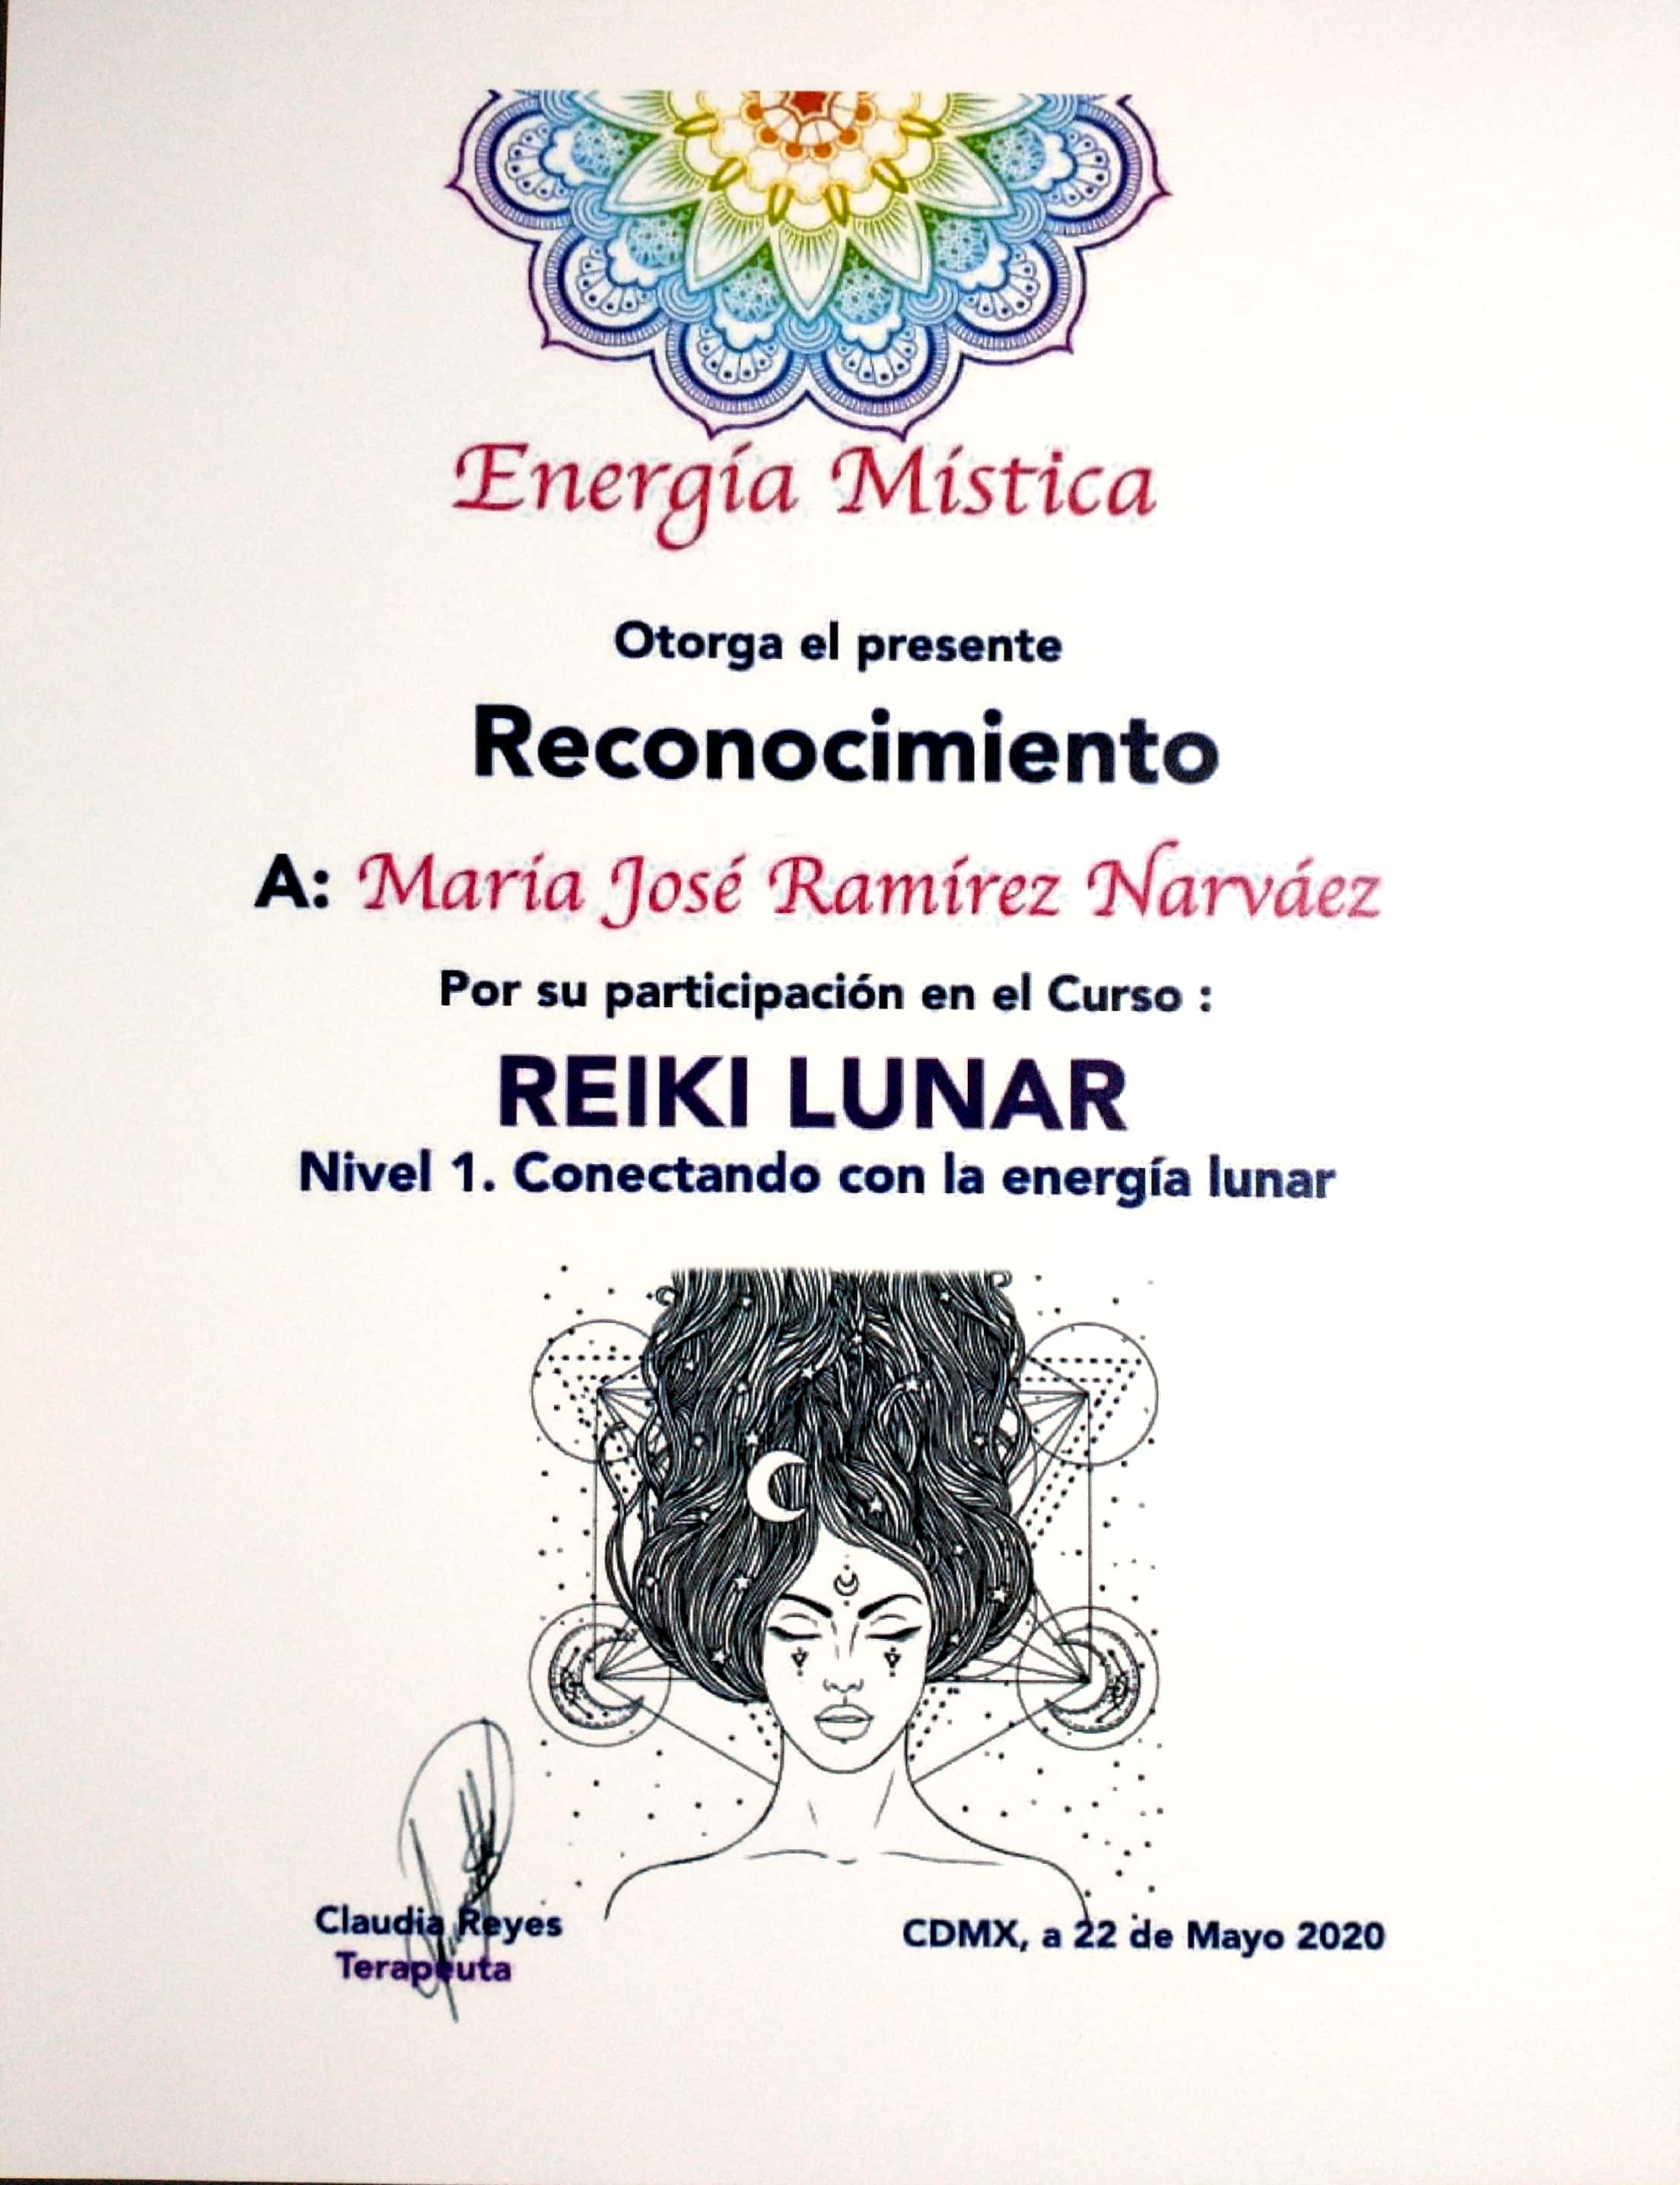 Energía Mística
Otorga el presente
Reconocimiento
A: María José Ramírez Narváez
Por su participación en el Curso :
REIKI LUNAR
Nivel 1. Conectando con la energía lunar
Claudia Reyes
Terapeuta
CDMX, a 22 de Mayo 2020